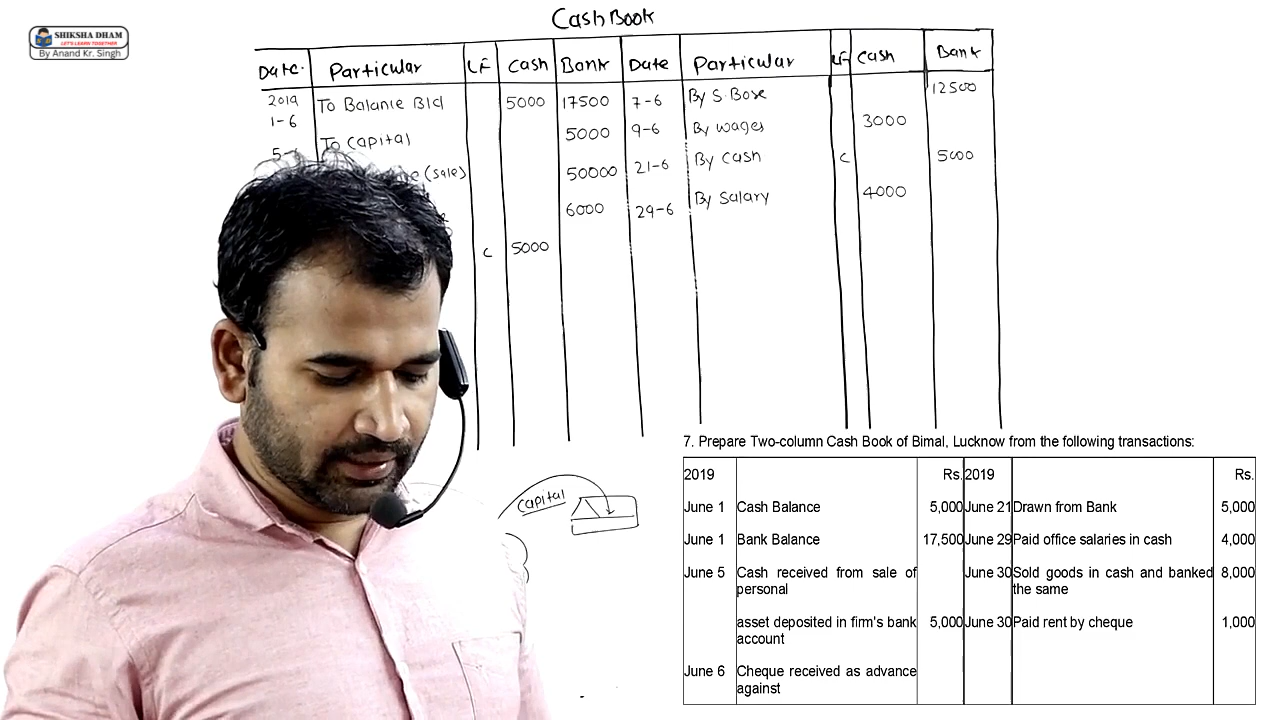 SHIKSHA DHAM
LET'S LEARN TOGETHER
By Anand Kr. Singh
Cash Book
Date. Particular LF Cash Bank Date Particular LF Cash Bank
2019 To Balance Bld 5000 17500 7-6 By S. Bose 12500
1-6
To Capital 5000 9-6 By wages 3000
(sale) 50000 21-6 By Cash C 5000
6000 29-6 By Salary 4000
C 5000
Capital
7. Prepare Two-column Cash Book of Bimal, Lucknow from the following transactions:
2019 Rs. 2019 Rs.
June 1 Cash Balance 5,000 June 21 Drawn from Bank 5,000
June 1 Bank Balance 17,500 June 29 Paid office salaries in cash 4,000
June 5 Cash received from sale of June 30 Sold goods in cash and banked 8,000
personal the same
asset deposited in firm's bank 5,000 June 30 Paid rent by cheque 1,000
account
June 6 Cheque received as advance
against